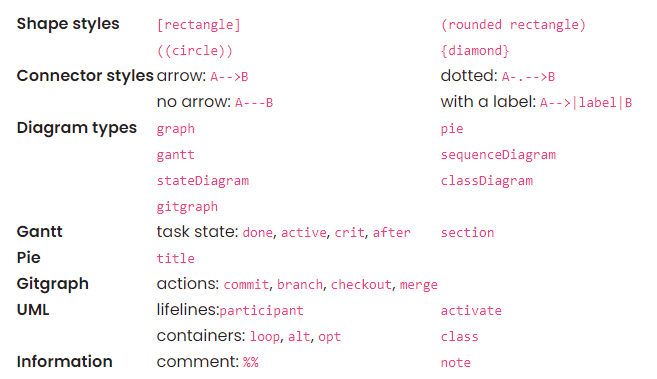 Shape styles [rectangle] (rounded rectangle)
((circle)) {diamond}
Connector styles arrow: A-->B dotted: A-.-->B
no arrow: A---B with a label: A-->|label|B
Diagram types graph pie
gantt sequenceDiagram
stateDiagram classDiagram
gitgraph
Gantt task state: done, active, crit, after section
Pie title
Gitgraph actions: commit, branch, checkout, merge
UML lifelines:participant activate
containers: loop, alt, opt class
Information comment: %% note